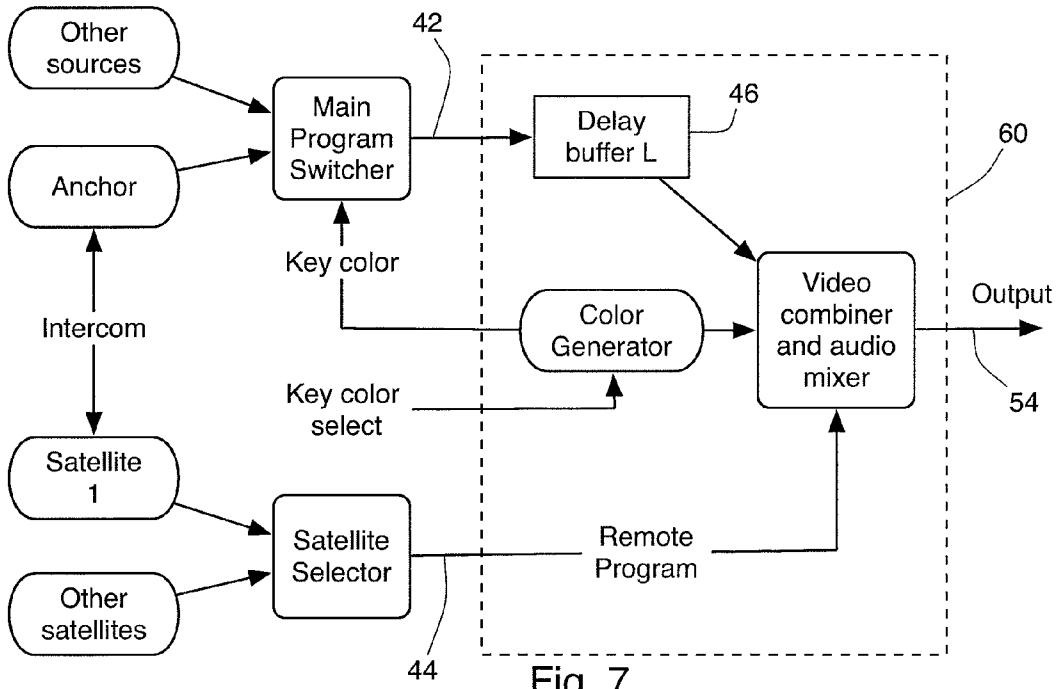 Other
sources
42
Main
Program
Switcher
Delay
buffer L
46
60
Anchor
Key color
Intercom
Color
Generator
Video
combiner
and audio
mixer
Output
54
Key color
select
Satellite
1
Satellite
Selector
Remote
Program
Other
satellites
44
Fig. 7